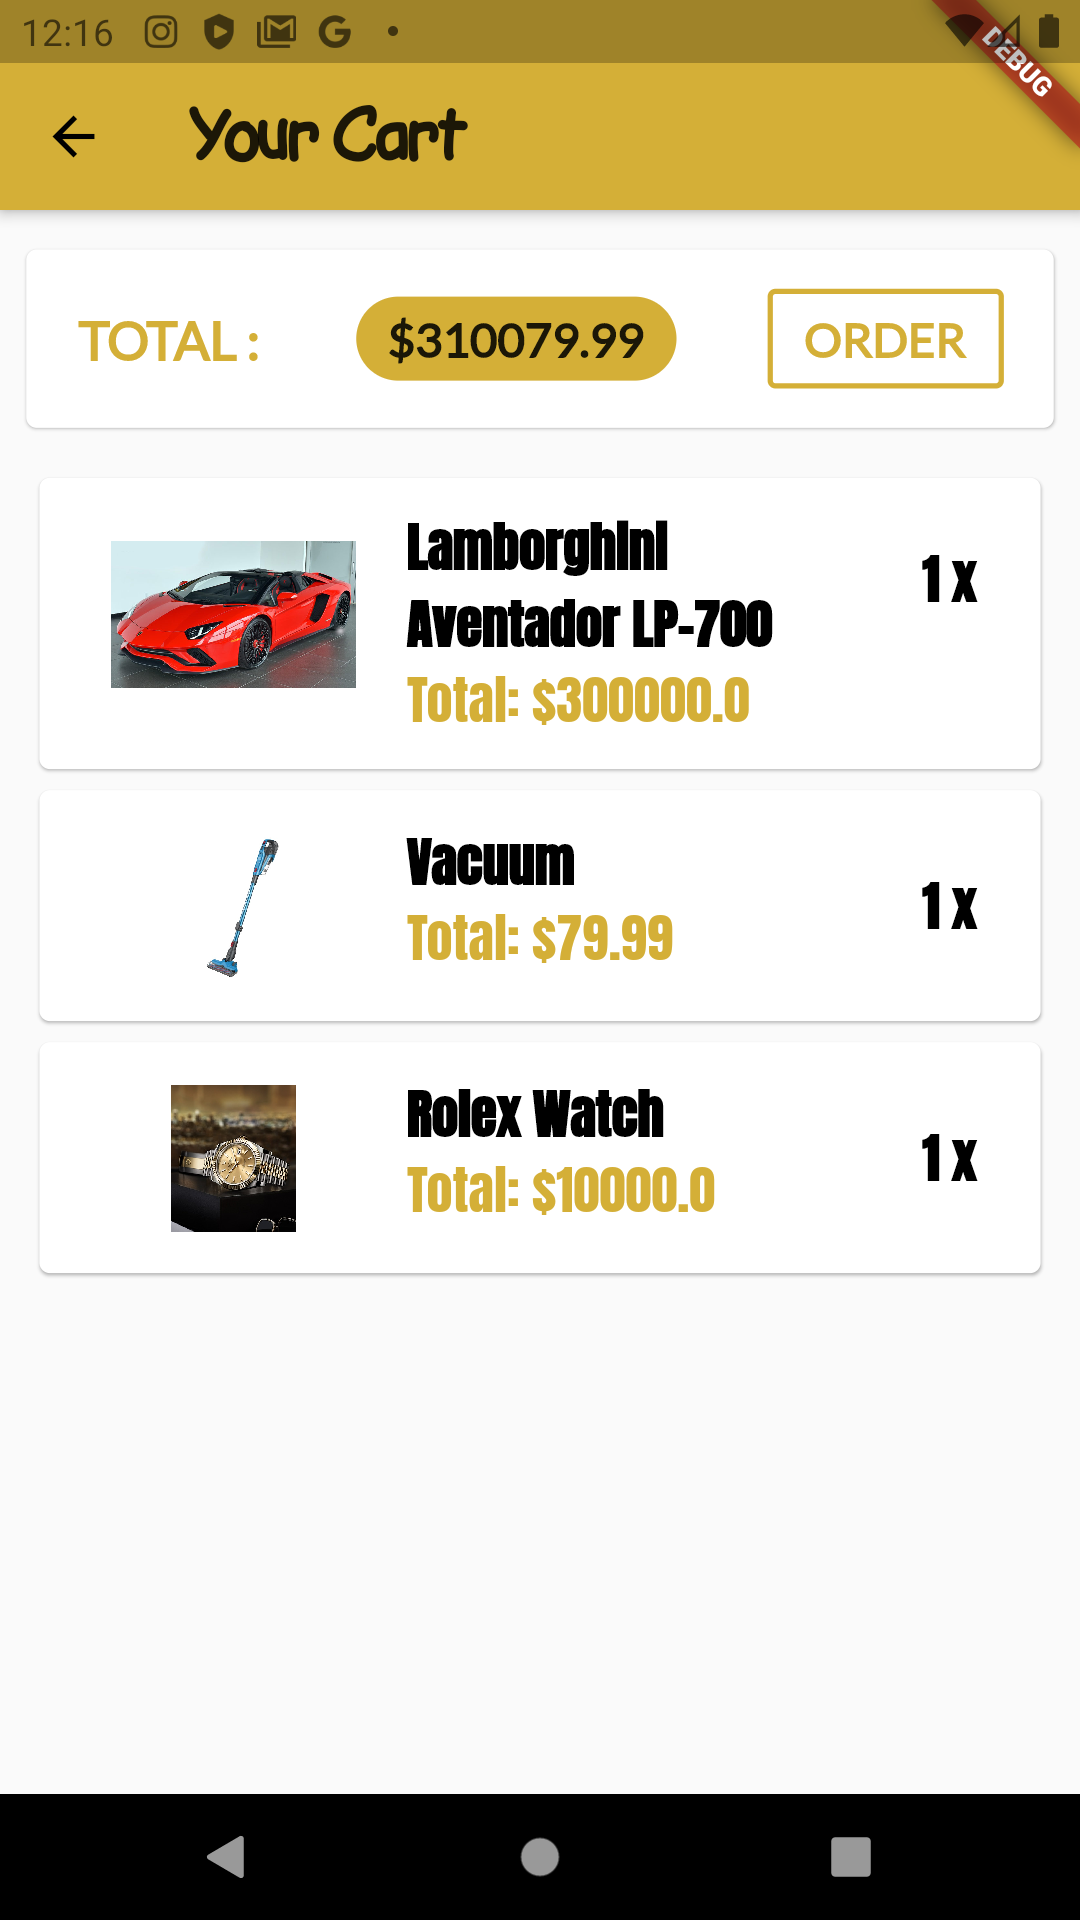 12:16
DEBUG
Your Cart
TOTAL :
$310079.99
ORDER
Lamborghini
Aventador LP-700
Total: $300000.0
1 x
Vacuum
Total: $79.99
1 x
Rolex Watch
Total: $10000.0
1 x